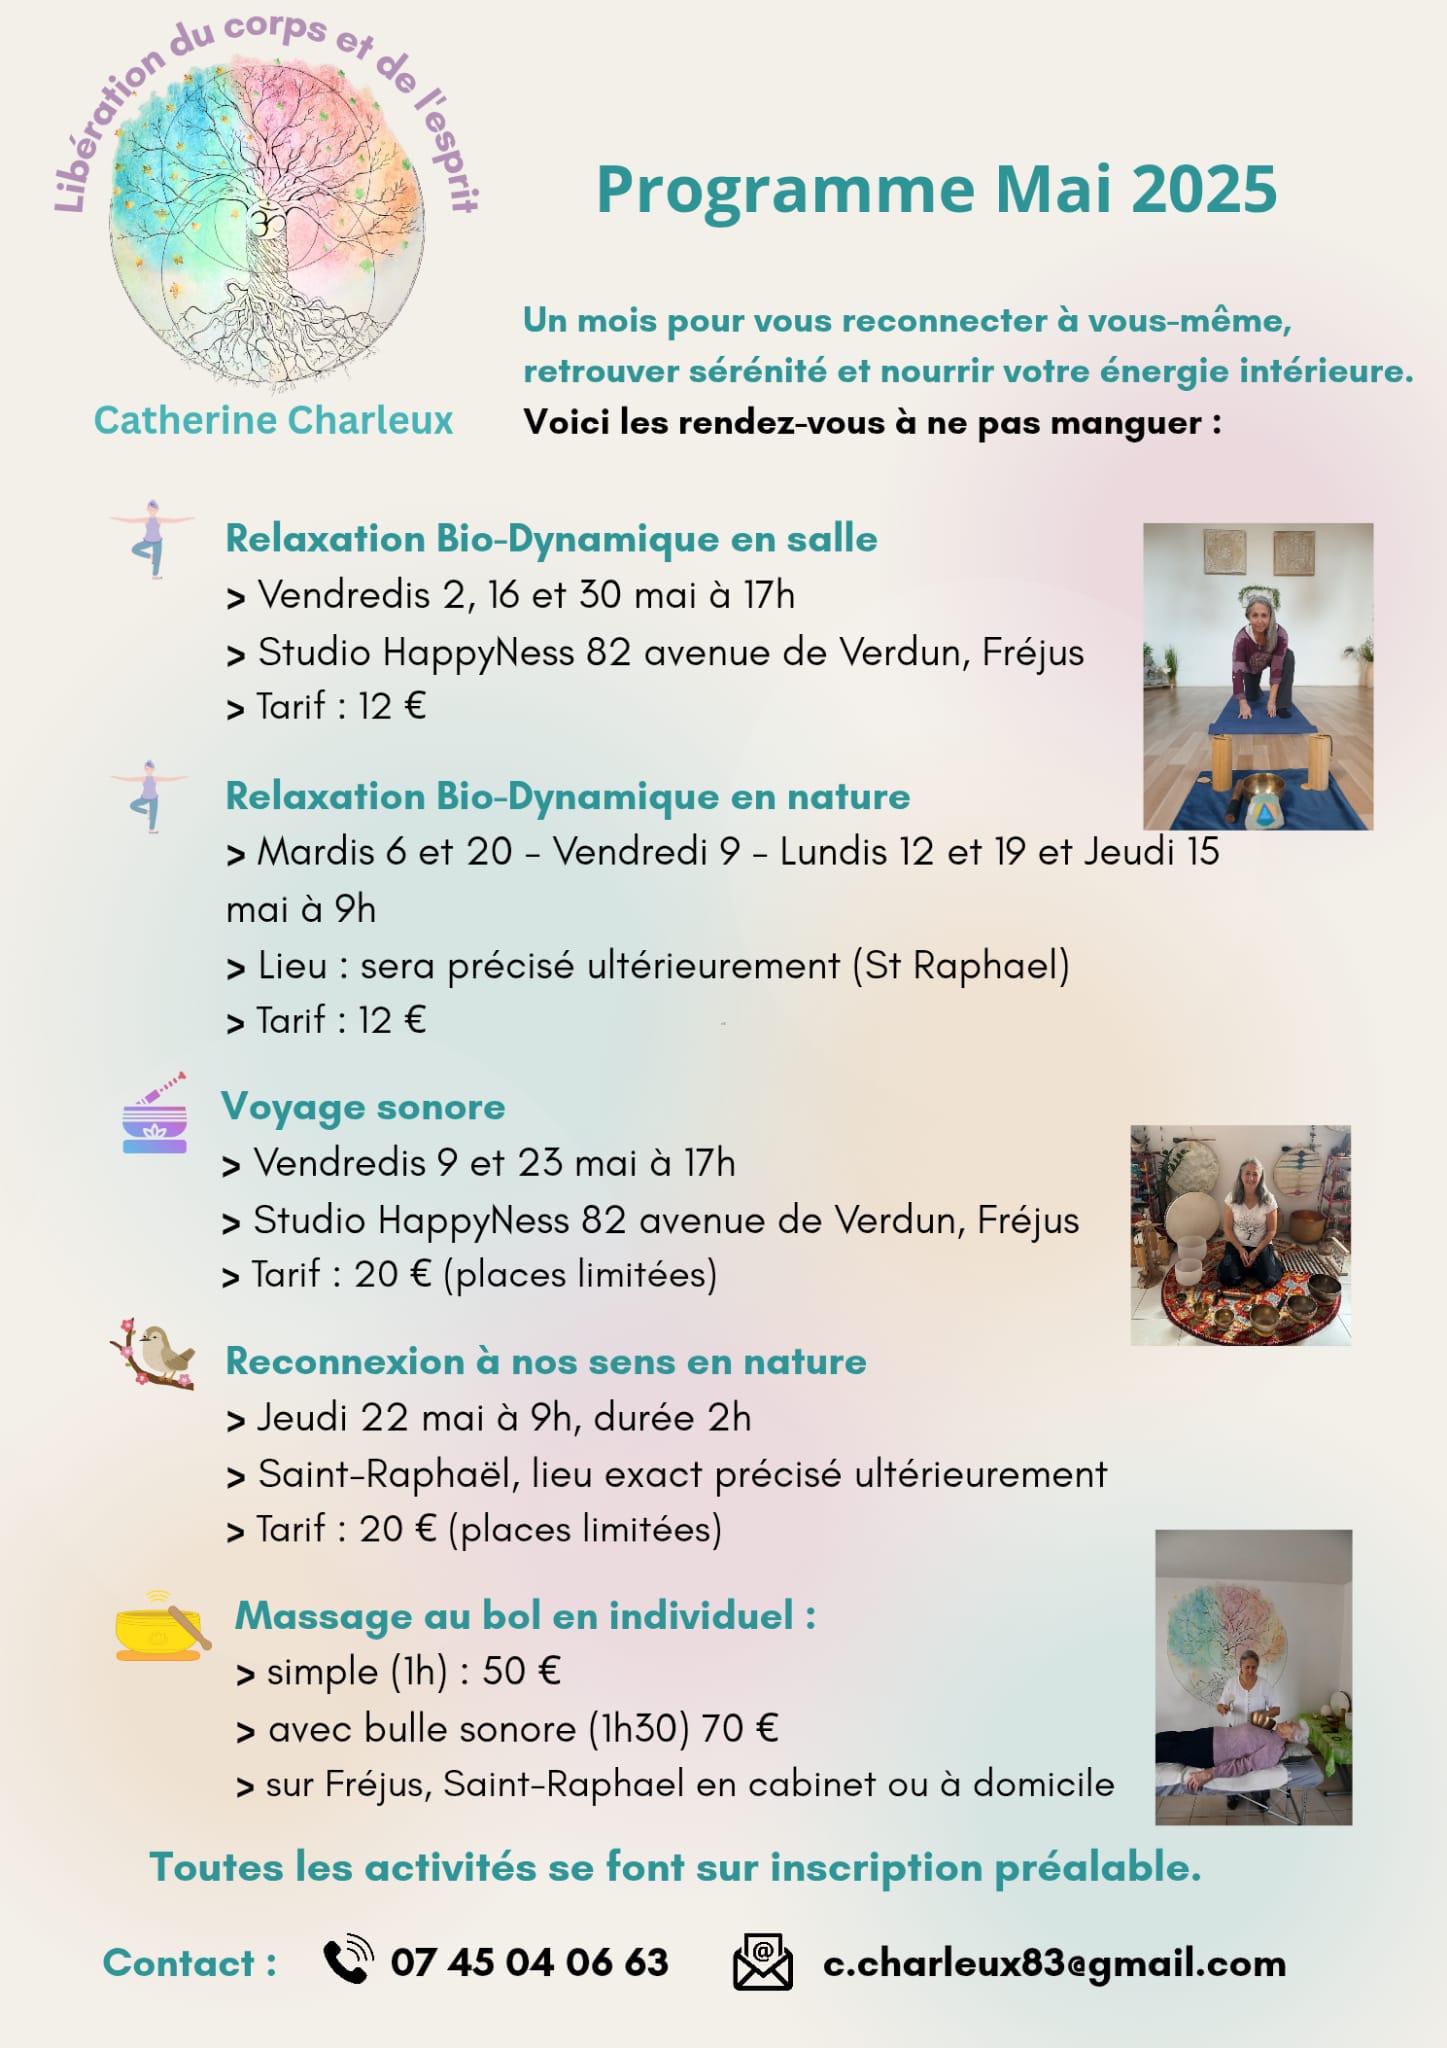 Libération du corps et de l'esprit
Programme Mai 2025
Un mois pour vous reconnecter à vous-même,
retrouver sérénité et nourrir votre énergie intérieure.
Catherine Charleux
Voici les rendez-vous à ne pas manguer :
Relaxation Bio-Dynamique en salle
> Vendredis 2, 16 et 30 mai à 17h
> Studio HappyNess 82 avenue de Verdun, Fréjus
> Tarif : 12 €
Relaxation Bio-Dynamique en nature
> Mardis 6 et 20 - Vendredi 9 - Lundis 12 et 19 et Jeudi 15
mai à 9h
> Lieu : sera précisé ultérieurement (St Raphael)
> Tarif : 12 €
Voyage sonore
> Vendredis 9 et 23 mai à 17h
> Studio HappyNess 82 avenue de Verdun, Fréjus
> Tarif : 20 € (places limitées)
Reconnexion à nos sens en nature
> Jeudi 22 mai à 9h, durée 2h
> Saint-Raphaël, lieu exact précisé ultérieurement
> Tarif : 20 € (places limitées)
Massage au bol en individuel :
> simple (1h) : 50 €
> avec bulle sonore (1h30) 70 €
> sur Fréjus, Saint-Raphael en cabinet ou à domicile
Toutes les activités se font sur inscription préalable.
Contact : 07 45 04 06 63 c.charleux83@gmail.com